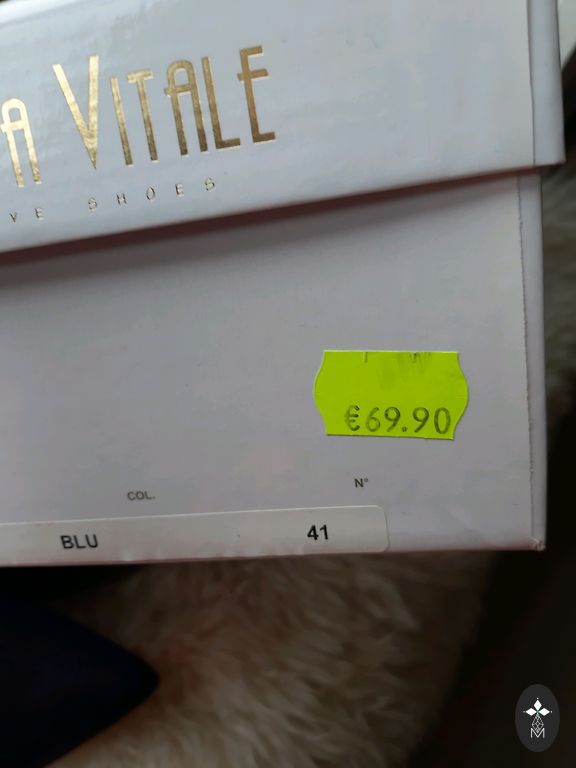 A VITALE
VE SHOES
€69.90
COL.
N°
BLU
41
M